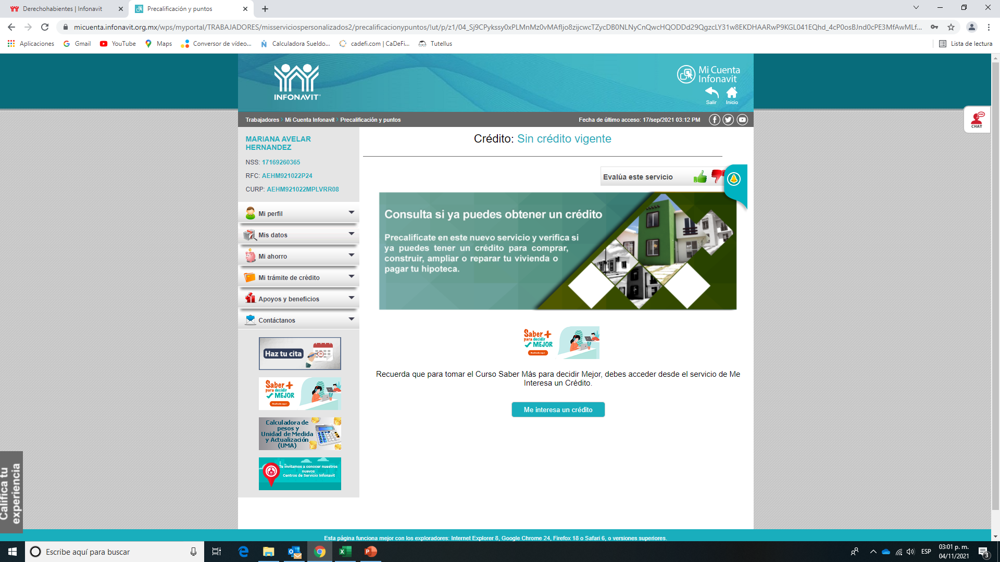 Derechohabientes | Infonavit
Precalificación y puntos
micuenta.infonavit.org.mx/wps/myportal/TRABAJADORES/misserviciospersonalizados2/precalificacionypuntos/!ut/p/z1/04_Sj9CPykssy0xPLMnMz0vMAfIjo8zijcwcTZycDB0NLNyCnQwcHQODDd29QgzcLY31w8EKDHAARwP9KGL041EQhd_4cP0osBJnd0cPE3MfAwMLf...
Aplicaciones
Gmail
YouTube
Maps
Conversor de vídeo...
Calculadora Sueldo...
cadefi.com | CaDeFi...
Tutellus
Lista de lectura
INFONAVIT
Mi Cuenta
Infonavit
Salir
Inicio
Trabajadores › Mi Cuenta Infonavit › Precalificación y puntos
Fecha de último acceso: 17/sep/2021 03:12 PM
CHAT
MARIANA AVELAR
HERNANDEZ
NSS: 17169260365
RFC: AEHM921022P24
CURP: AEHM921022MPLVRR08
Mi perfil
Mis datos
Mi ahorro
Mi trámite de crédito
Apoyos y beneficios
Contáctanos
Haz tu cita
Saber +
para decidir
MEJOR
Calculadora de
pesos y
Unidad de Medida
y Actualización
(UMA)
Te invitamos a conocer nuestros
nuevos
Centros de Servicio Infonavit
Crédito: Sin crédito vigente
Evalúa este servicio
Consulta si ya puedes obtener un crédito
Precalifícate en este nuevo servicio y verifica si
ya puedes tener un crédito para comprar,
construir, ampliar o reparar tu vivienda o
pagar tu hipoteca.
Saber +
para decidir
MEJOR
Recuerda que para tomar el Curso Saber Más para decidir Mejor, debes acceder desde el servicio de Me
Interesa un Crédito.
Me interesa un crédito
Califica tu
experiencia
Esta página funciona mejor con los exploradores: Internet Explorer 8, Google Chrome 24, Firefox 18 o Safari 6, o versiones superiores.
Escribe aquí para buscar
ESP
03:01 p. m.
04/11/2021
3